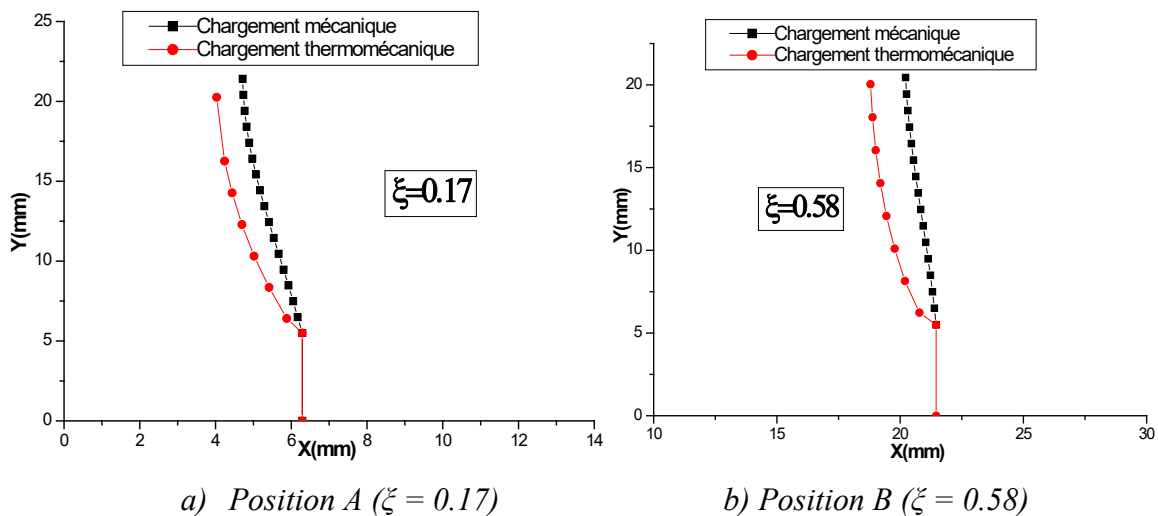 Chargement mécanique
Chargement thermomécanique
25
20
15
10
5
0
Y(mm)
ξ=0.17
0 2 4 6 8 10 12 14
X(mm)
Chargement mécanique
Chargement thermomécanique
20
15
10
5
0
Y(mm)
ξ=0.58
10 15 20 25 30
X(mm)
a) Position A (ξ = 0.17)
b) Position B (ξ = 0.58)